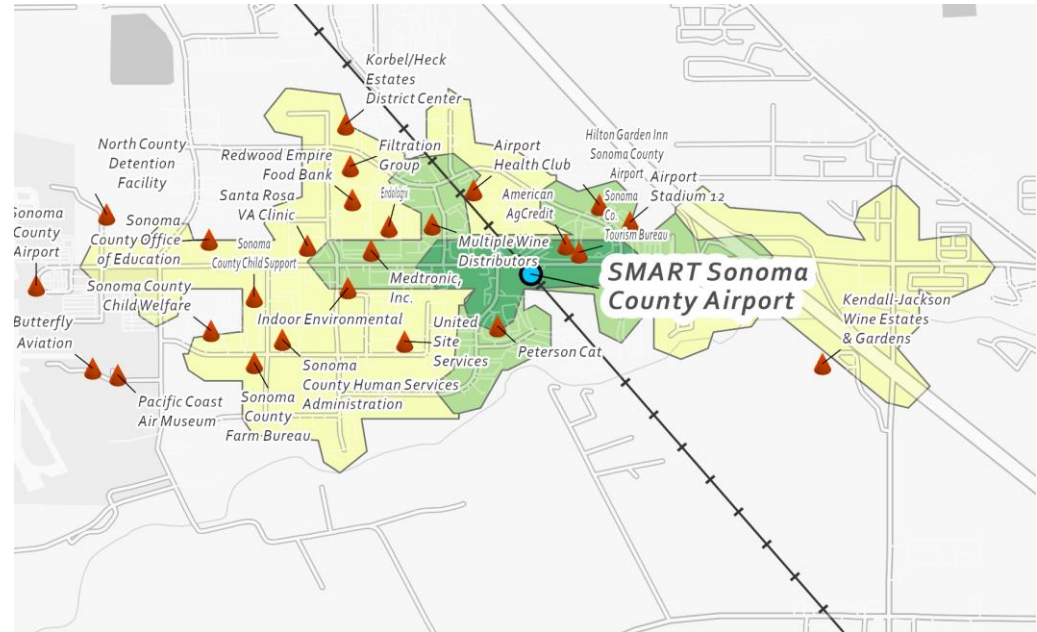 Korbel/Heck
Estates
District Center
North County
Detention
Facility
Redwood Empire
Food Bank
Filtration
Group
Airport
Health Club
Hilton Garden Inn
Sonoma County
Airport
Airport
Stadium 12
Santa Rosa
VA Clinic
Endologix
American
AgCredit
Sonoma
Co.
Tourism Bureau
Sonoma
County
Airport
Sonoma
County Office
of Education
Sonoma
County Child Support
Multiple Wine
Distributors
Medtronic,
Inc.
SMART Sonoma
County Airport
Sonoma County
Child Welfare
Indoor Environmental
United
Site
Services
Peterson Cat
Kendall-Jackson
Wine Estates
& Gardens
Butterfly
Aviation
Pacific Coast
Air Museum
Sonoma
County
Farm Bureau
Sonoma
County Human Services
Administration